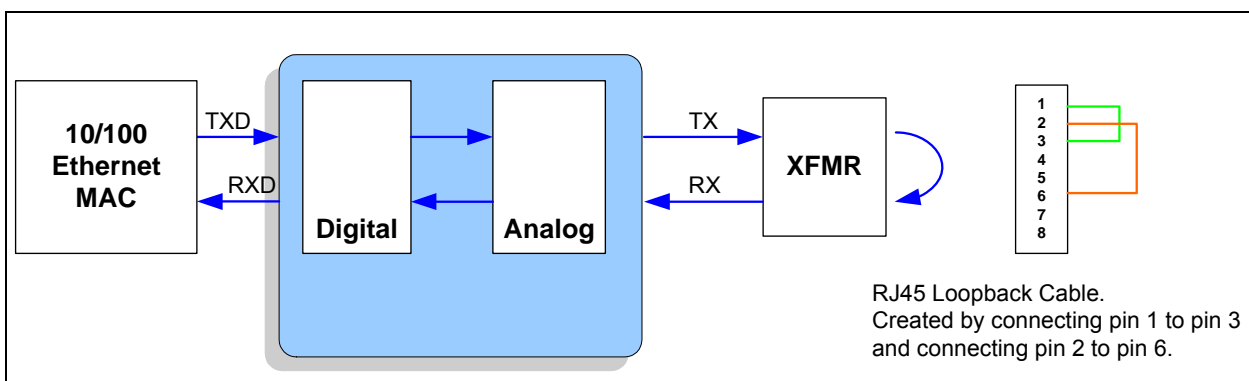 10/100
Ethernet
MAC
TXD
RXD
Digital
Analog
TX
RX
XFMR
1
2
3
4
5
6
7
8
RJ45 Loopback Cable.
Created by connecting pin 1 to pin 3
and connecting pin 2 to pin 6.